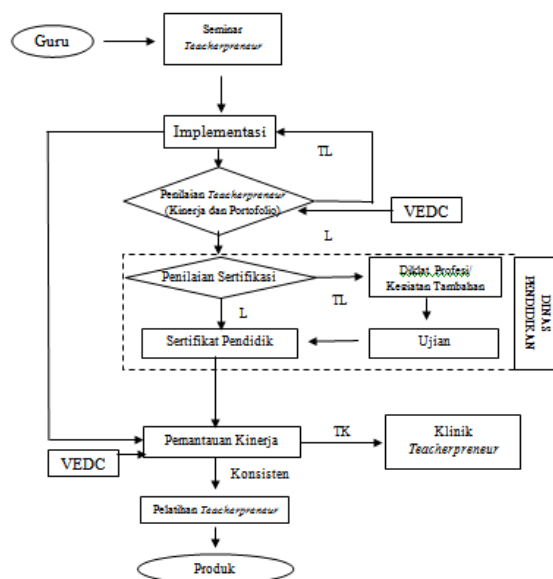 Guru
Seminar
Teacherpreneur
Implementasi
TL
Penilaian Teacherpreneur
(Kinerja dan Portofolio)
VEDC
L
Penilaian Sertifikasi
TL
Diklat Profesi/
Kegiatan Tambahan
DINAS
PENDIDIKAN
L
Sertifikat Pendidik
Ujian
Pemantauan Kinerja
TK
Klinik
Teacherpreneur
VEDC
Konsisten
Pelatihan Teacherpreneur
Produk